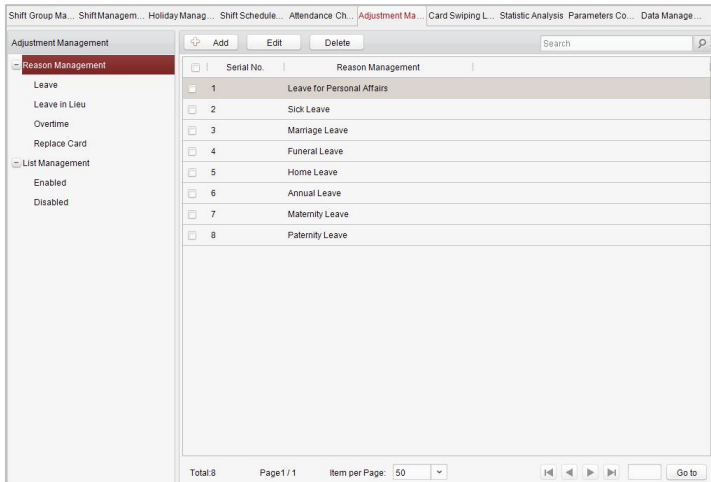 Shift Group Ma... ShiftManagem... Holiday Manag... Shift Schedule... Attendance Ch... Adjustment Ma... Card Swiping L... Statistic Analysis Parameters Co... Data Manage...
Adjustment Management
Add Edit Delete Search
Reason Management
Serial No. Reason Management
Leave
1 Leave for Personal Affairs
Leave in Lieu
2 Sick Leave
Overtime
3 Marriage Leave
Replace Card
4 Funeral Leave
List Management
5 Home Leave
Enabled
6 Annual Leave
Disabled
7 Maternity Leave
8 Paternity Leave
Total:8 Page1 / 1 Item per Page: 50 Go to